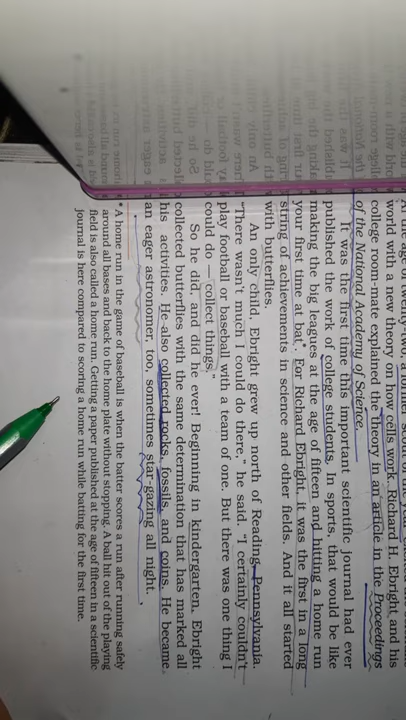 At the age of twenty-two, a former 'scout of the year'
world with a new theory on how cells work. Richard H. Ebright and his
college room-mate explained the theory in an article in the Proceedings
of the National Academy of Science.
It was the first time this important scientific journal had ever
published the work of college students. In sports, that would be like
making the big leagues at the age of fifteen and hitting a home run
your first time at bat*. For Richard Ebright, it was the first in a long
string of achievements in science and other fields. And it all started
with butterflies.
An only child, Ebright grew up north of Reading, Pennsylvania.
“There wasn't much I could do there,” he said. “I certainly couldn't
play football or baseball with a team of one. But there was one thing I
could do — collect things.”
So he did, and did he ever! Beginning in kindergarten, Ebright
collected butterflies with the same determination that has marked all
his activities. He also collected rocks, fossils, and coins. He became
an eager astronomer, too, sometimes star-gazing all night.
* A home run in the game of baseball is when the batter scores a run after running safely
around all bases and back to the home plate without stopping. A ball hit out of the playing
field is also called a home run. Getting a paper published at the age of fifteen in a scientific
journal is here compared to scoring a home run while batting for the first time.